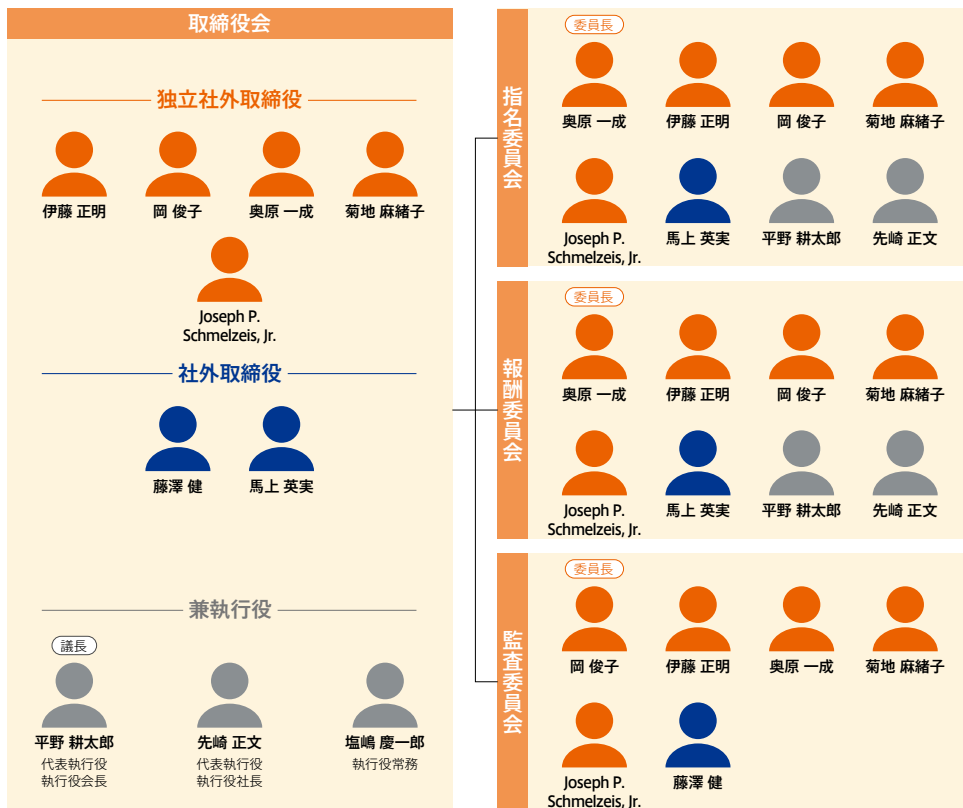 取締役会
独立社外取締役
伊藤 正明
岡 俊子
奥原 一成
菊地 麻緒子
Joseph P.
Schmelzeis, Jr.
社外取締役
藤澤 健
馬上 英実
兼執行役
議長
平野 耕太郎
代表執行役
執行役会長
先崎 正文
代表執行役
執行役社長
塩嶋 慶一郎
執行役常務
指名委員会
委員長
奥原 一成
伊藤 正明
岡 俊子
菊地 麻緒子
Joseph P.
Schmelzeis, Jr.
馬上 英実
平野 耕太郎
先崎 正文
報酬委員会
委員長
奥原 一成
伊藤 正明
岡 俊子
菊地 麻緒子
Joseph P.
Schmelzeis, Jr.
馬上 英実
平野 耕太郎
先崎 正文
監査委員会
委員長
岡 俊子
伊藤 正明
奥原 一成
菊地 麻緒子
Joseph P.
Schmelzeis, Jr.
藤澤 健